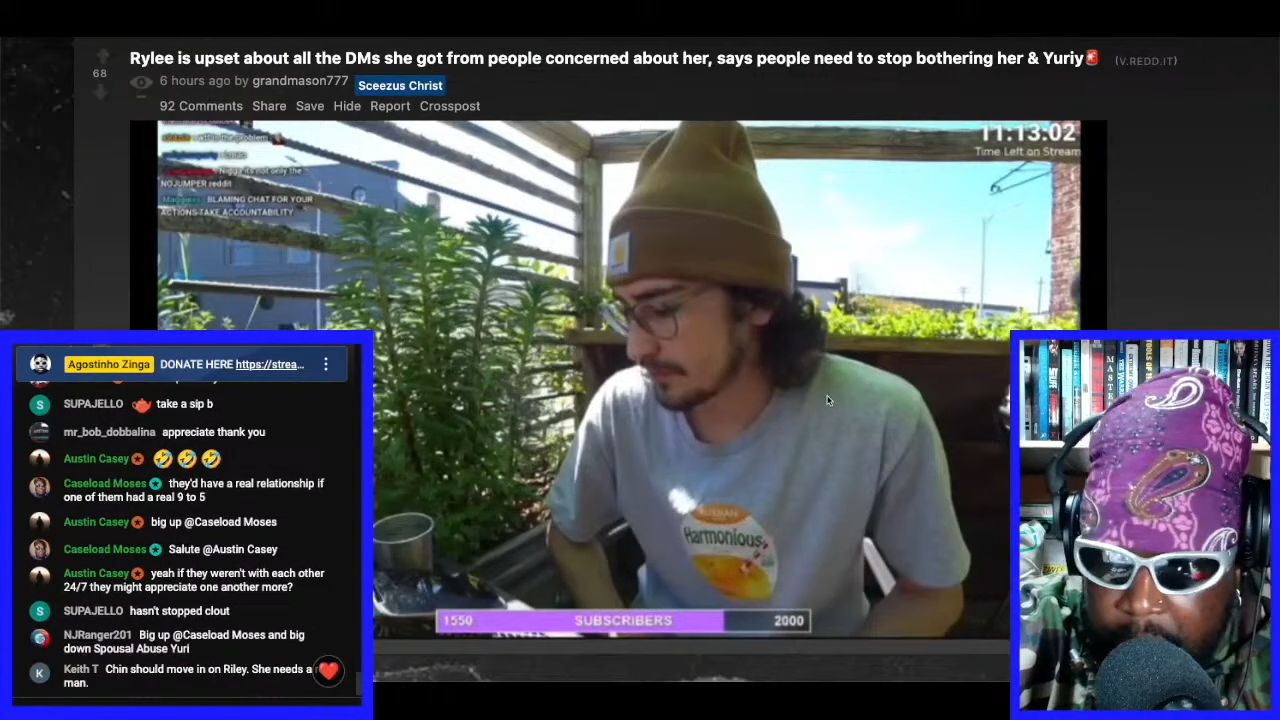 Rylee is upset about all the DMs she got from people concerned about her, says people need to stop bothering her & Yuriy🚨 (V.REDD.IT)
68
6 hours ago by grandmason777 Sceezus Christ
92 Comments Share Save Hide Report Crosspost
11:13:02
Time Left on Stream
it's not only the
NOJUMPER reddit
BLAMING CHAT FOR YOUR
ACTIONS TAKE ACCOUNTABILITY
Harmonious
1550 SUBSCRIBERS 2000
Agostinho Zinga DONATE HERE https://strea...
SUPAJELLO 🫖 take a sip b
mr_bob_dobbalina appreciate thank you
Austin Casey 🤣 🤣 🤣
Caseload Moses they'd have a real relationship if
one of them had a real 9 to 5
Austin Casey big up @Caseload Moses
Caseload Moses Salute @Austin Casey
Austin Casey yeah if they weren't with each other
24/7 they might appreciate one another more?
SUPAJELLO hasn't stopped clout
NJRanger201 Big up @Caseload Moses and big
down Spousal Abuse Yuri
Keith T Chin should move in on Riley. She needs a
man.